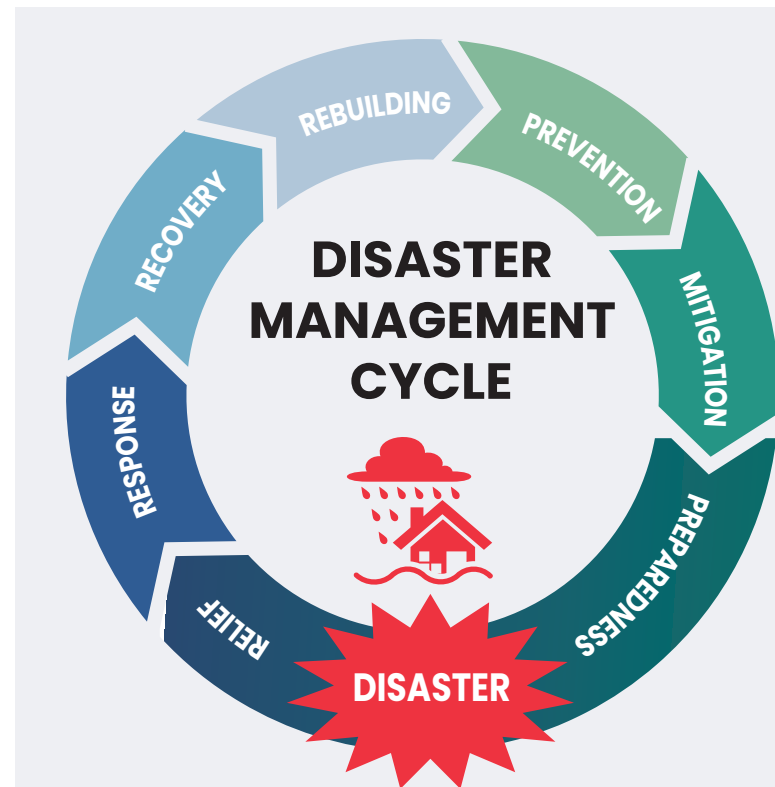 DISASTER
MANAGEMENT
CYCLE
REBUILDING
PREVENTION
MITIGATION
PREPAREDNESS
DISASTER
RELIEF
RESPONSE
RECOVERY